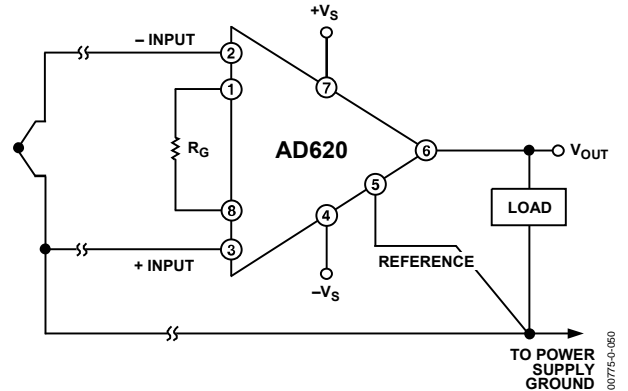 +VS
– INPUT
2
1
7
RG
AD620
6
VOUT
5
8
4
LOAD
3
REFERENCE
+ INPUT
–VS
TO POWER
SUPPLY
GROUND
00775-0-050